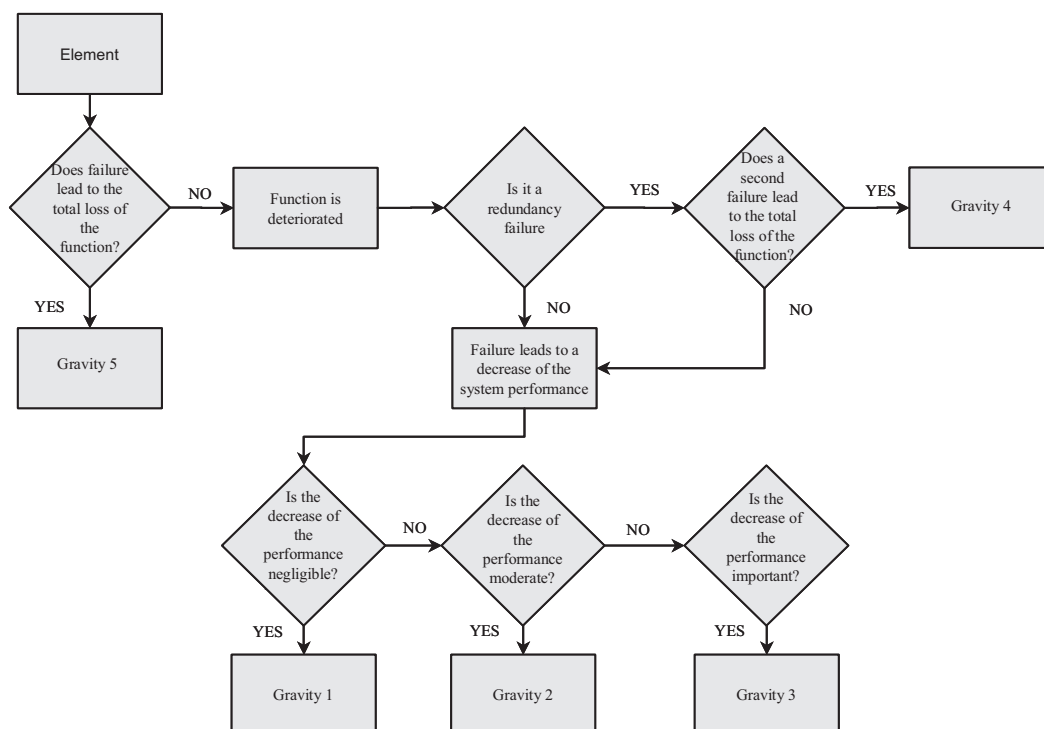 Element
Does failure
lead to the
total loss of
the
function?
NO
Function is
deteriorated
Is it a
redundancy
failure
YES
Does a
second
failure lead
to the total
loss of the
function?
YES
Gravity 4
YES
Gravity 5
NO
NO
Failure leads to a
decrease of the
system performance
Is the
decrease of
the
performance
negligible?
NO
Is the
decrease of
the
performance
moderate?
NO
Is the
decrease of
the
performance
important?
YES
YES
YES
Gravity 1
Gravity 2
Gravity 3